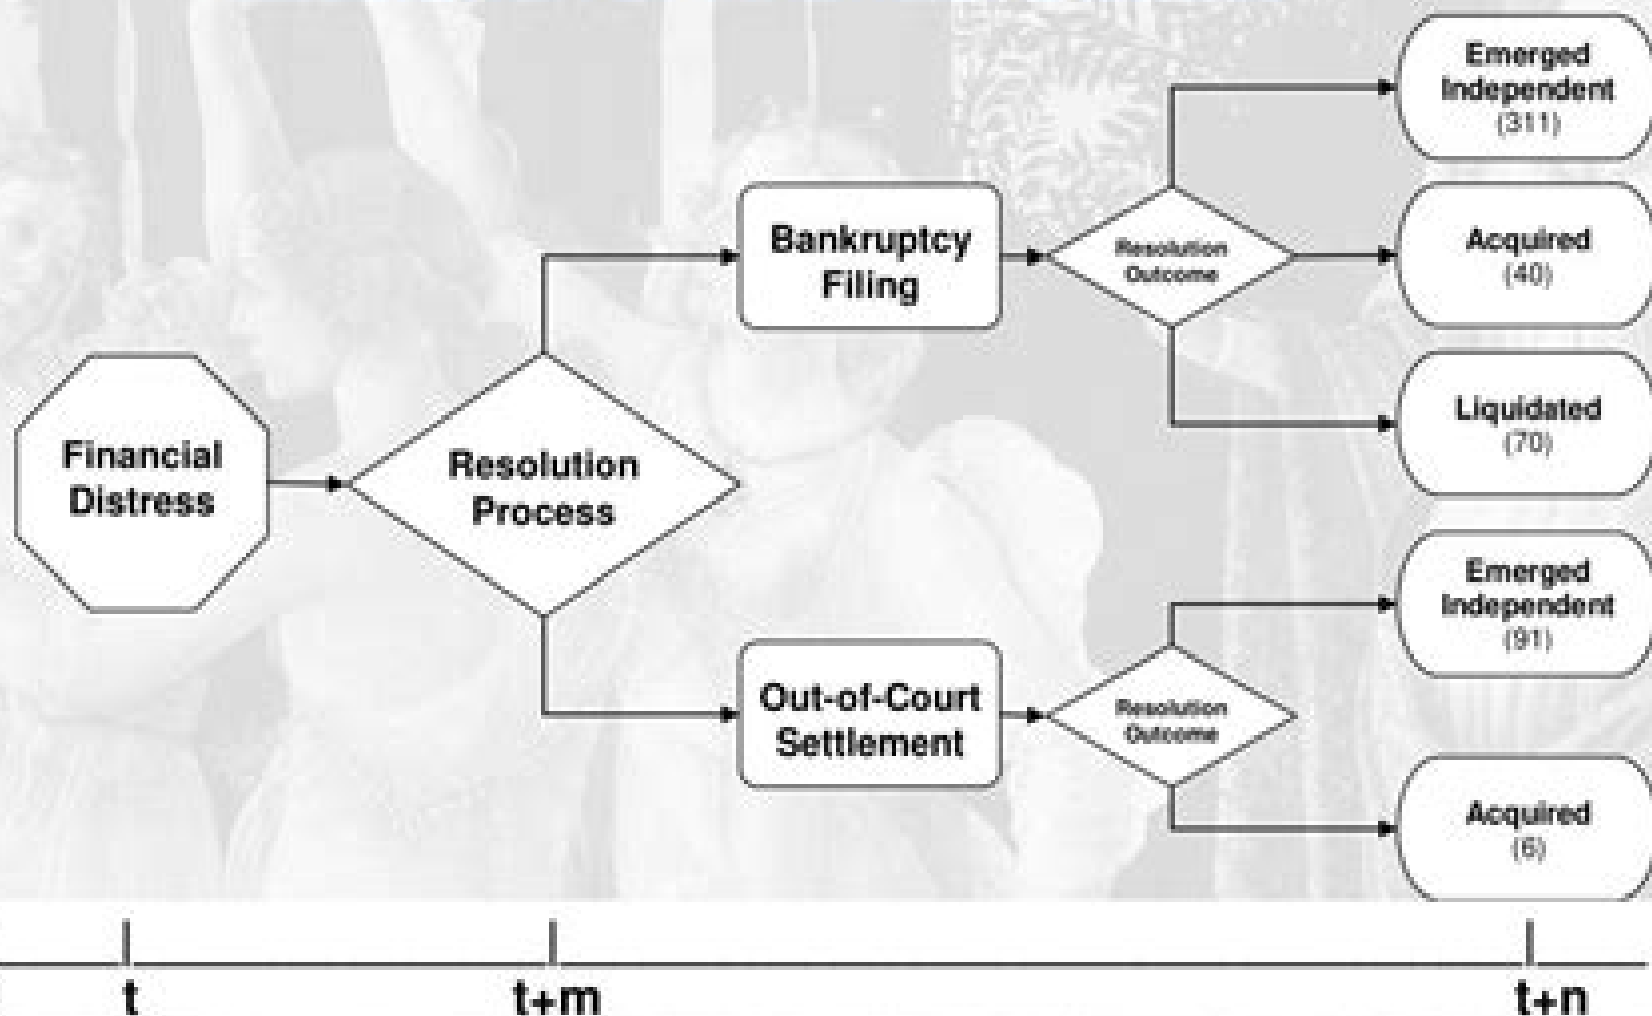 Financial
Distress
Resolution
Process
Bankruptcy
Filing
Resolution
Outcome
Emerged
Independent
(311)
Acquired
(40)
Liquidated
(70)
Out-of-Court
Settlement
Resolution
Outcome
Emerged
Independent
(91)
Acquired
(6)
t
t+m
t+n